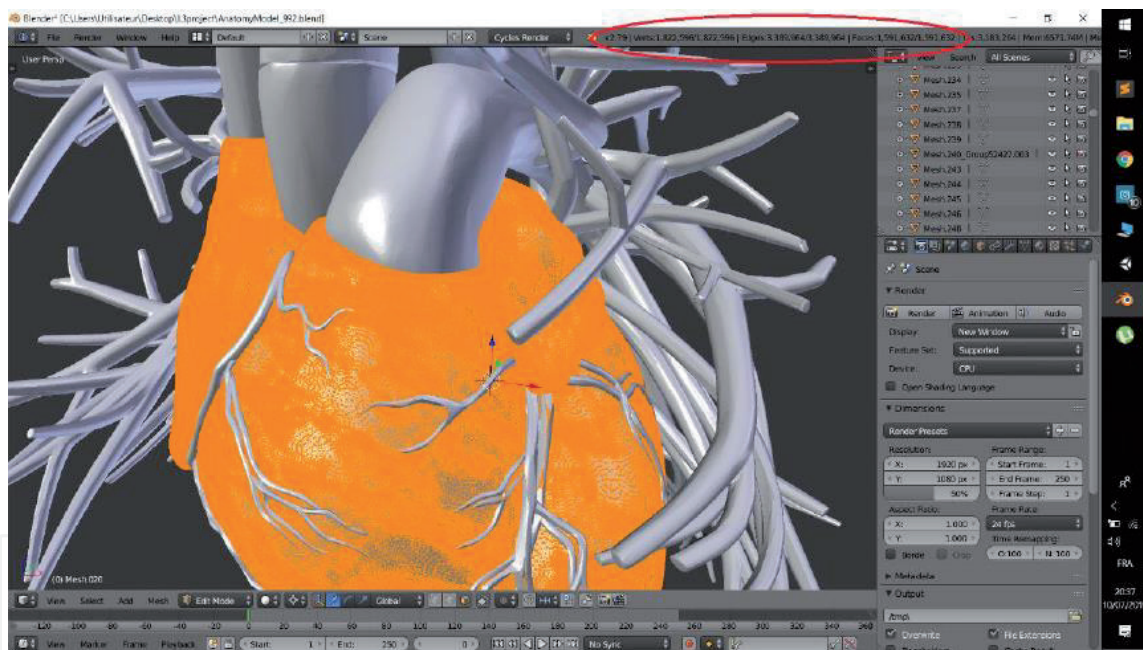 Blender* [C:\Users\Utilisateur\Desktop\L3project\AnatomyModel_992.blend]
File Render Window Help Default Scene Cycles Render v2.79 | Verts:1,822,596/1,822,596 | Edges:3,389,964/3,389,964 | Faces:1,591,632/1,591,632 | Tris:3,183,264 | Mem:6571.74M |
User Persp
View Search All Scenes
Mesh.234
Mesh.235
Mesh.237
Mesh.238
Mesh.239
Mesh.240_Group52427.003
Mesh.243
Mesh.244
Mesh.245
Mesh.246
Mesh.248
Scene
Render
Render Animation Audio
Display: New Window
Feature Set: Supported
Device: CPU
Open Shading Language
Dimensions
Render Presets
Resolution: Frame Range:
X: 1920 px Start Frame: 1
Y: 1080 px End Frame: 250
50% Frame Step: 1
Aspect Ratio: Frame Rate:
X: 1.000 24 fps
Y: 1.000 Time Remapping:
Border Crop O:100 N:100
Metadata
Output
/tmp\
Overwrite File Extensions
(0) Mesh.020
View Select Add Mesh Edit Mode Global
-120 -100 -80 -60 -40 -20 0 20 40 60 80 100 120 140 160 180 200 220 240 260 280 300 320 340 360
View Marker Frame Playback Start: 1 End: 250 0 No Sync
10
FRA
20:37
10/07/201